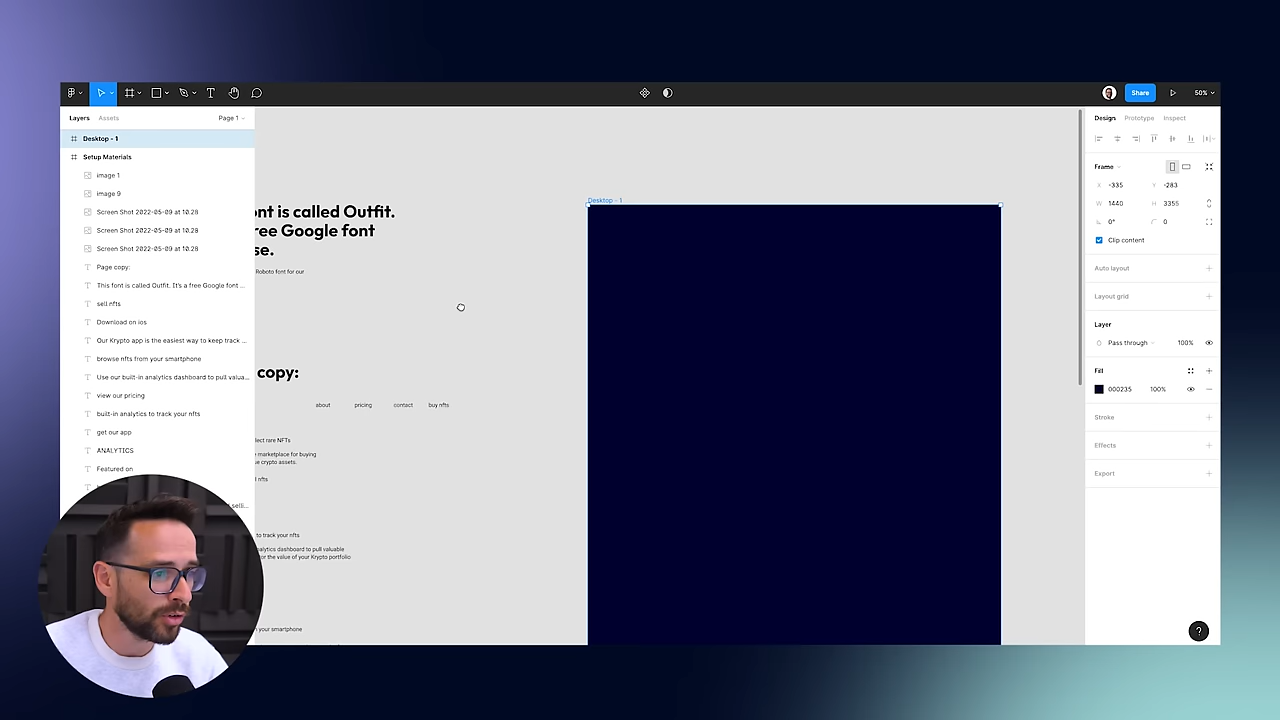 Share
50%
Layers
Assets
Page 1
Desktop - 1
Setup Materials
image 1
image 9
Screen Shot 2022-05-09 at 10.28
Screen Shot 2022-05-09 at 10.28
Screen Shot 2022-05-09 at 10.28
Page copy:
This font is called Outfit. It's a free Google font ...
sell nfts
Download on ios
Our Krypto app is the easiest way to keep track ...
browse nfts from your smartphone
Use our built-in analytics dashboard to pull valua...
view our pricing
built-in analytics to track your nfts
get our app
ANALYTICS
Featured on
selli...
ont is called Outfit.
ree Google font
se.
Roboto font for our
copy:
about
pricing
contact
buy nfts
lect rare NFTs
marketplace for buying
e crypto assets.
l nfts
to track your nfts
nalytics dashboard to pull valuable
or the value of your Krypto portfolio
your smartphone
Desktop - 1
Design
Prototype
Inspect
Frame
X -335
Y -283
W 1440
H 3355
0°
0
Clip content
Auto layout
Layout grid
Layer
Pass through
100%
Fill
000235
100%
Stroke
Effects
Export
?